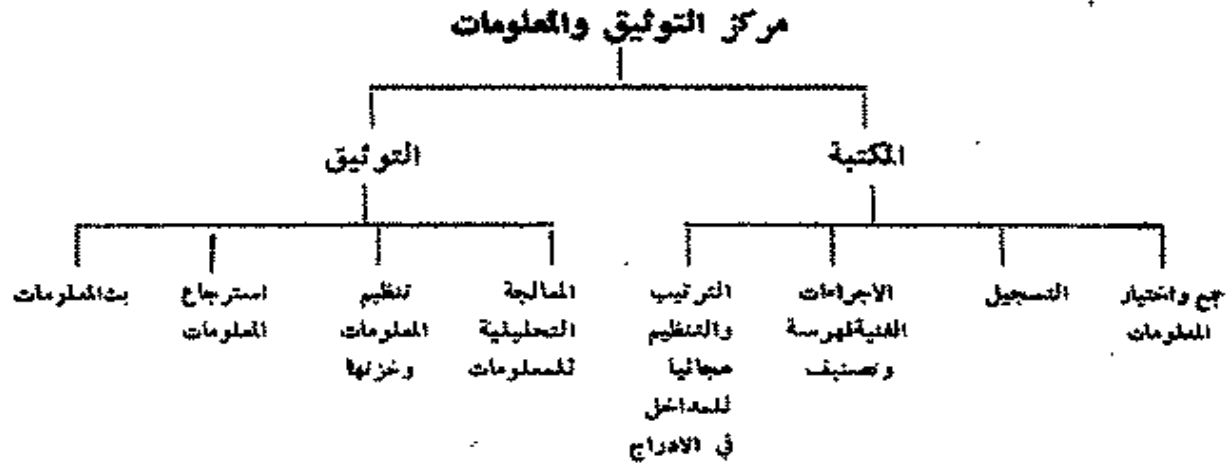 مركز التوثيق والمعلومات
المكتبة
التوثيق
جمع واختيار
المعلومات
التسجيل
الاجراءات
الفنية لفهرسة
وتصنيف
الترتيب
والتنظيم
هجائياً
للمداخل
في الادراج
المعالجة
التحليلية
للمعلومات
تنظيم
المعلومات
وخزنها
استرجاع
المعلومات
بث المعلومات